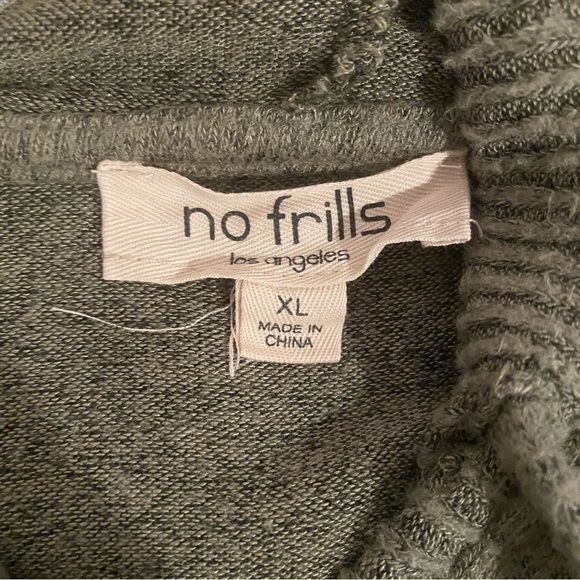 no frills
los angeles
XL
MADE IN
CHINA